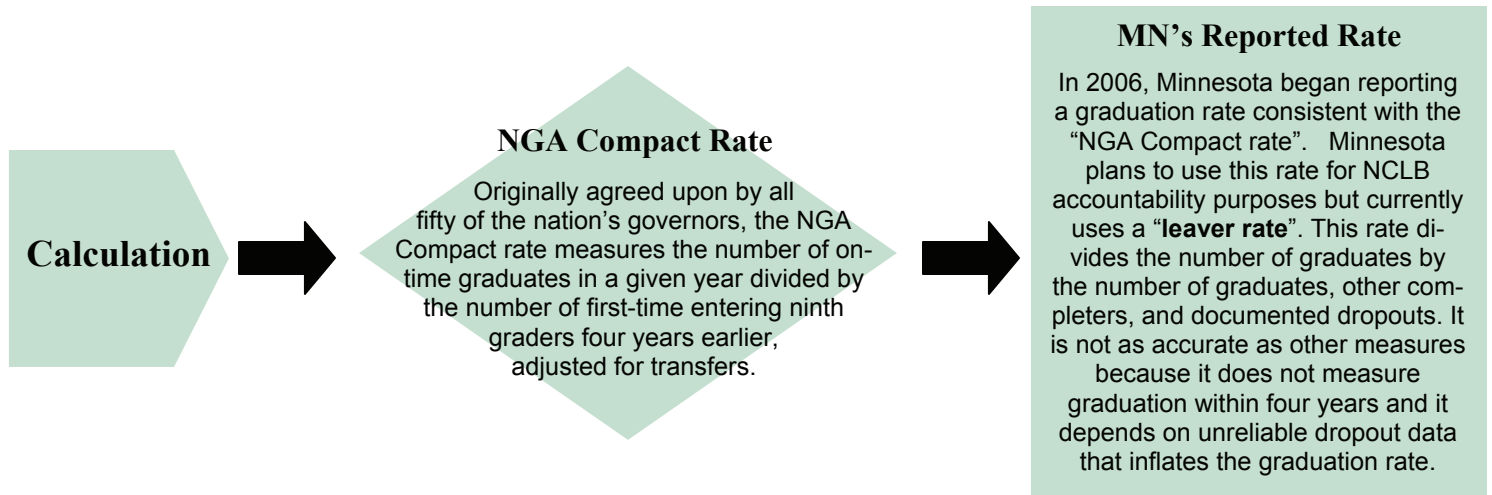 Calculation
NGA Compact Rate
Originally agreed upon by all
fifty of the nation’s governors, the NGA
Compact rate measures the number of on-
time graduates in a given year divided by
the number of first-time entering ninth
graders four years earlier,
adjusted for transfers.
MN’s Reported Rate
In 2006, Minnesota began reporting
a graduation rate consistent with the
“NGA Compact rate”. Minnesota
plans to use this rate for NCLB
accountability purposes but currently
uses a “leaver rate”. This rate di-
vides the number of graduates by
the number of graduates, other com-
pleters, and documented dropouts. It
is not as accurate as other measures
because it does not measure
graduation within four years and it
depends on unreliable dropout data
that inflates the graduation rate.